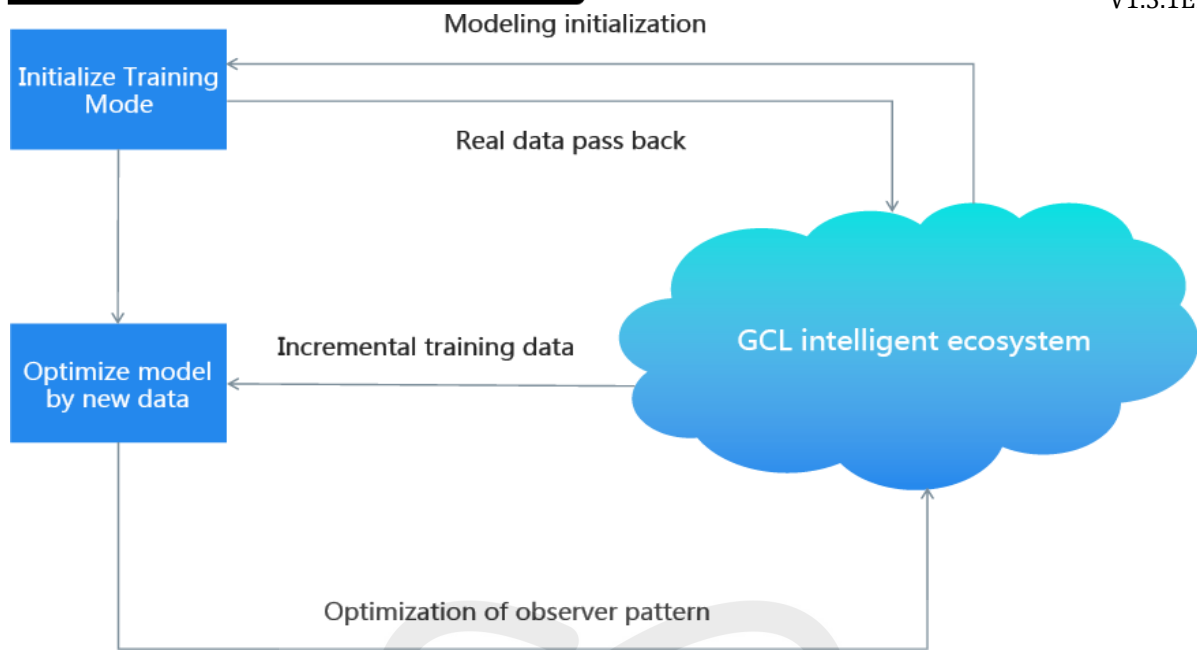 Modeling initialization
Initialize Training
Mode
Real data pass back
GCL intelligent ecosystem
Incremental training data
Optimize model
by new data
Optimization of observer pattern